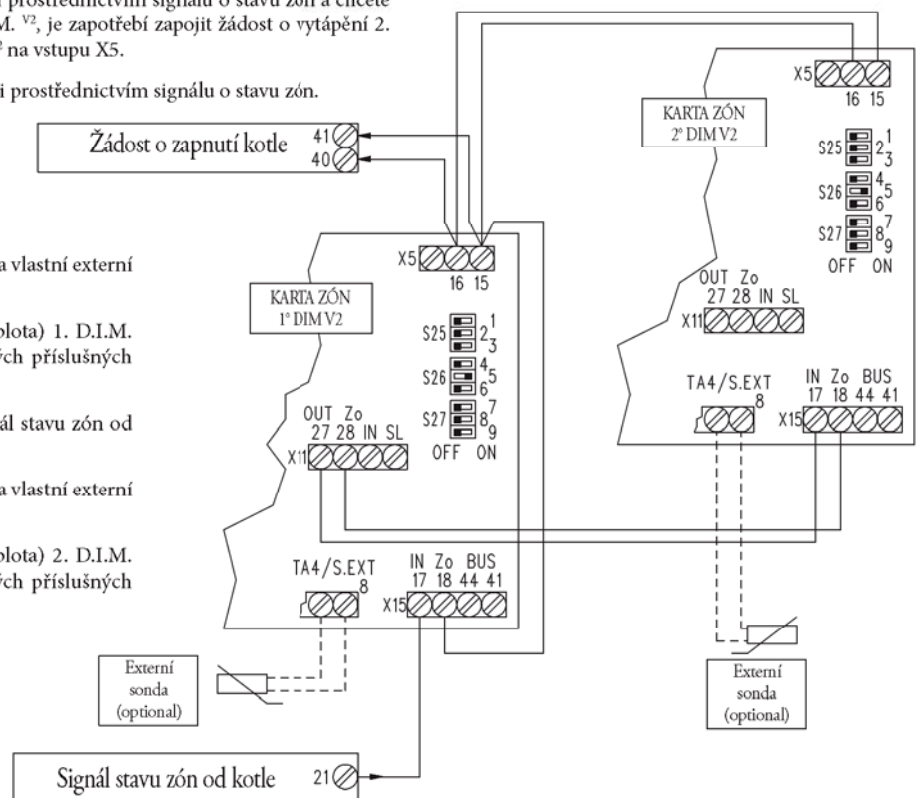 prostřednictvím signálu o stavu zón a chcete
M. V2, je zapotřebí zapojit žádost o vytápění 2.
na vstupu X5.
i prostřednictvím signálu o stavu zón.
Žádost o zapnutí kotle
41
40
a vlastní externí
plota) 1. D.I.M.
ých příslušných
ál stavu zón od
a vlastní externí
plota) 2. D.I.M.
ých příslušných
X5
16 15
KARTA ZÓN
2° DIM V2
S25
1
2
3
S26
4
5
6
S27
7
8
9
OFF ON
OUT Zo
27 28 IN SL
X11
TA4/S.EXT
8
IN Zo BUS
17 18 44 41
X15
X5
16 15
KARTA ZÓN
1° DIM V2
S25
1
2
3
S26
4
5
6
S27
7
8
9
OFF ON
OUT Zo
27 28 IN SL
X11
TA4/S.EXT
8
IN Zo BUS
17 18 44 41
X15
Externí
sonda
(optional)
Externí
sonda
(optional)
Signál stavu zón od kotle
21